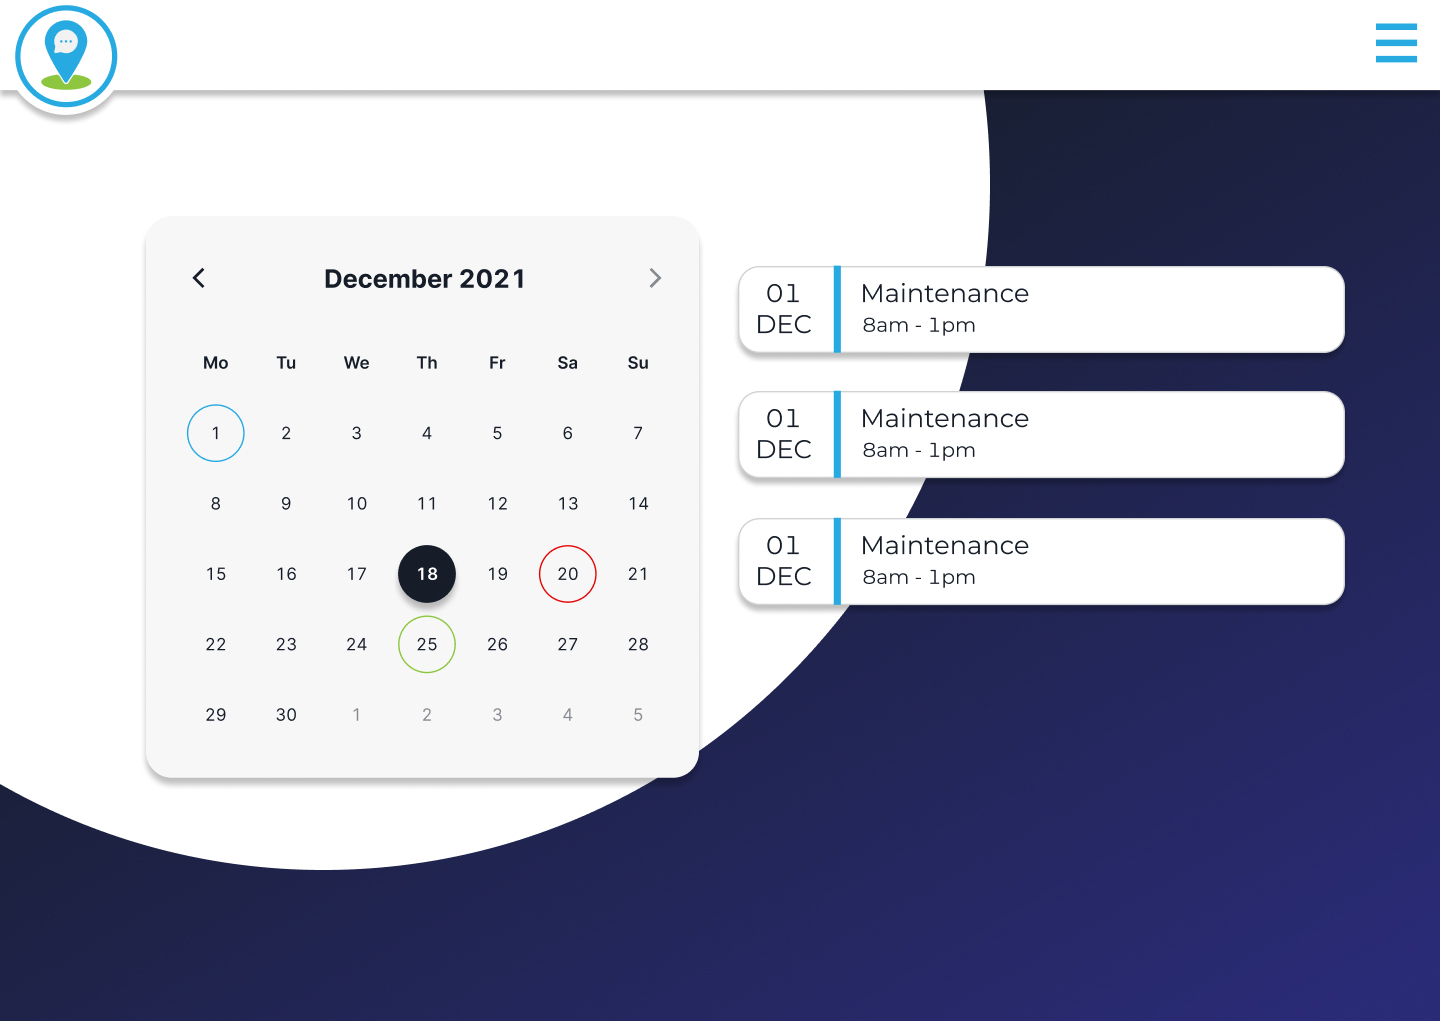 December 2021
Mo Tu We Th Fr Sa Su
1 2 3 4 5 6 7
8 9 10 11 12 13 14
15 16 17 18 19 20 21
22 23 24 25 26 27 28
29 30 1 2 3 4 5
01 DEC
Maintenance
8am - 1pm
01 DEC
Maintenance
8am - 1pm
01 DEC
Maintenance
8am - 1pm